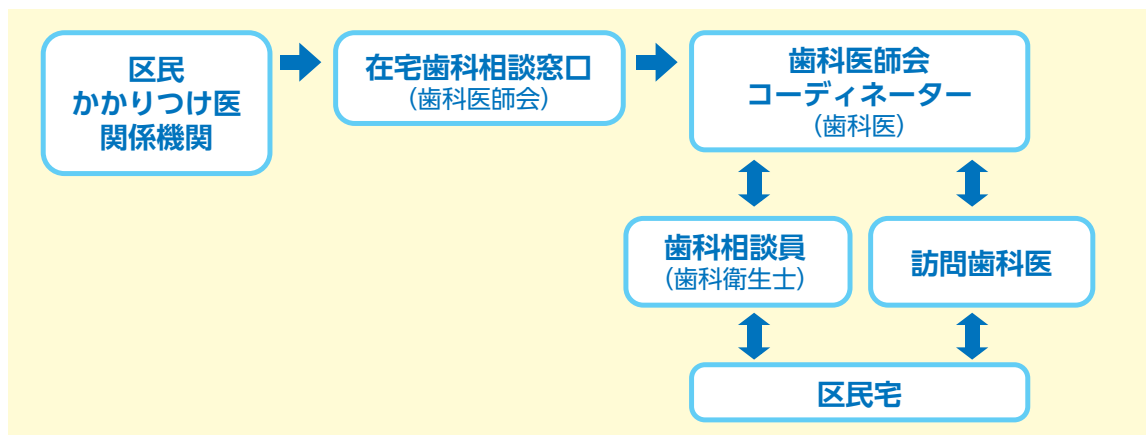 区民
かかりつけ医
関係機関
在宅歯科相談窓口
（歯科医師会）
歯科医師会
コーディネーター
（歯科医）
歯科相談員
（歯科衛生士）
訪問歯科医
区民宅